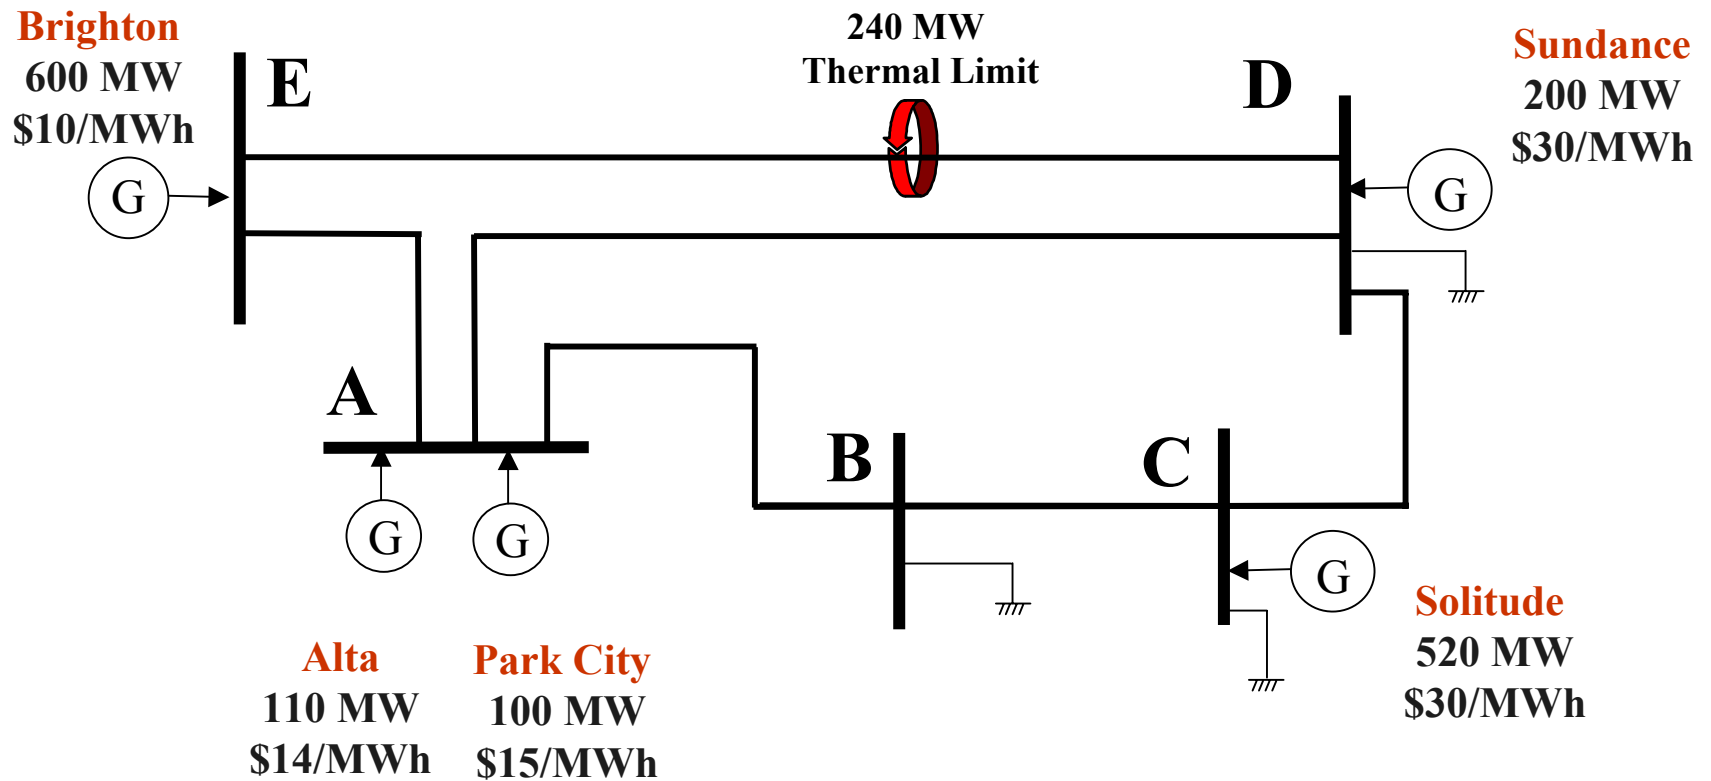 Brighton
600 MW
$10/MWh
E
240 MW
Thermal Limit
D
Sundance
200 MW
$30/MWh
G
G
A
B
C
G
G
G
Alta
110 MW
$14/MWh
Park City
100 MW
$15/MWh
Solitude
520 MW
$30/MWh